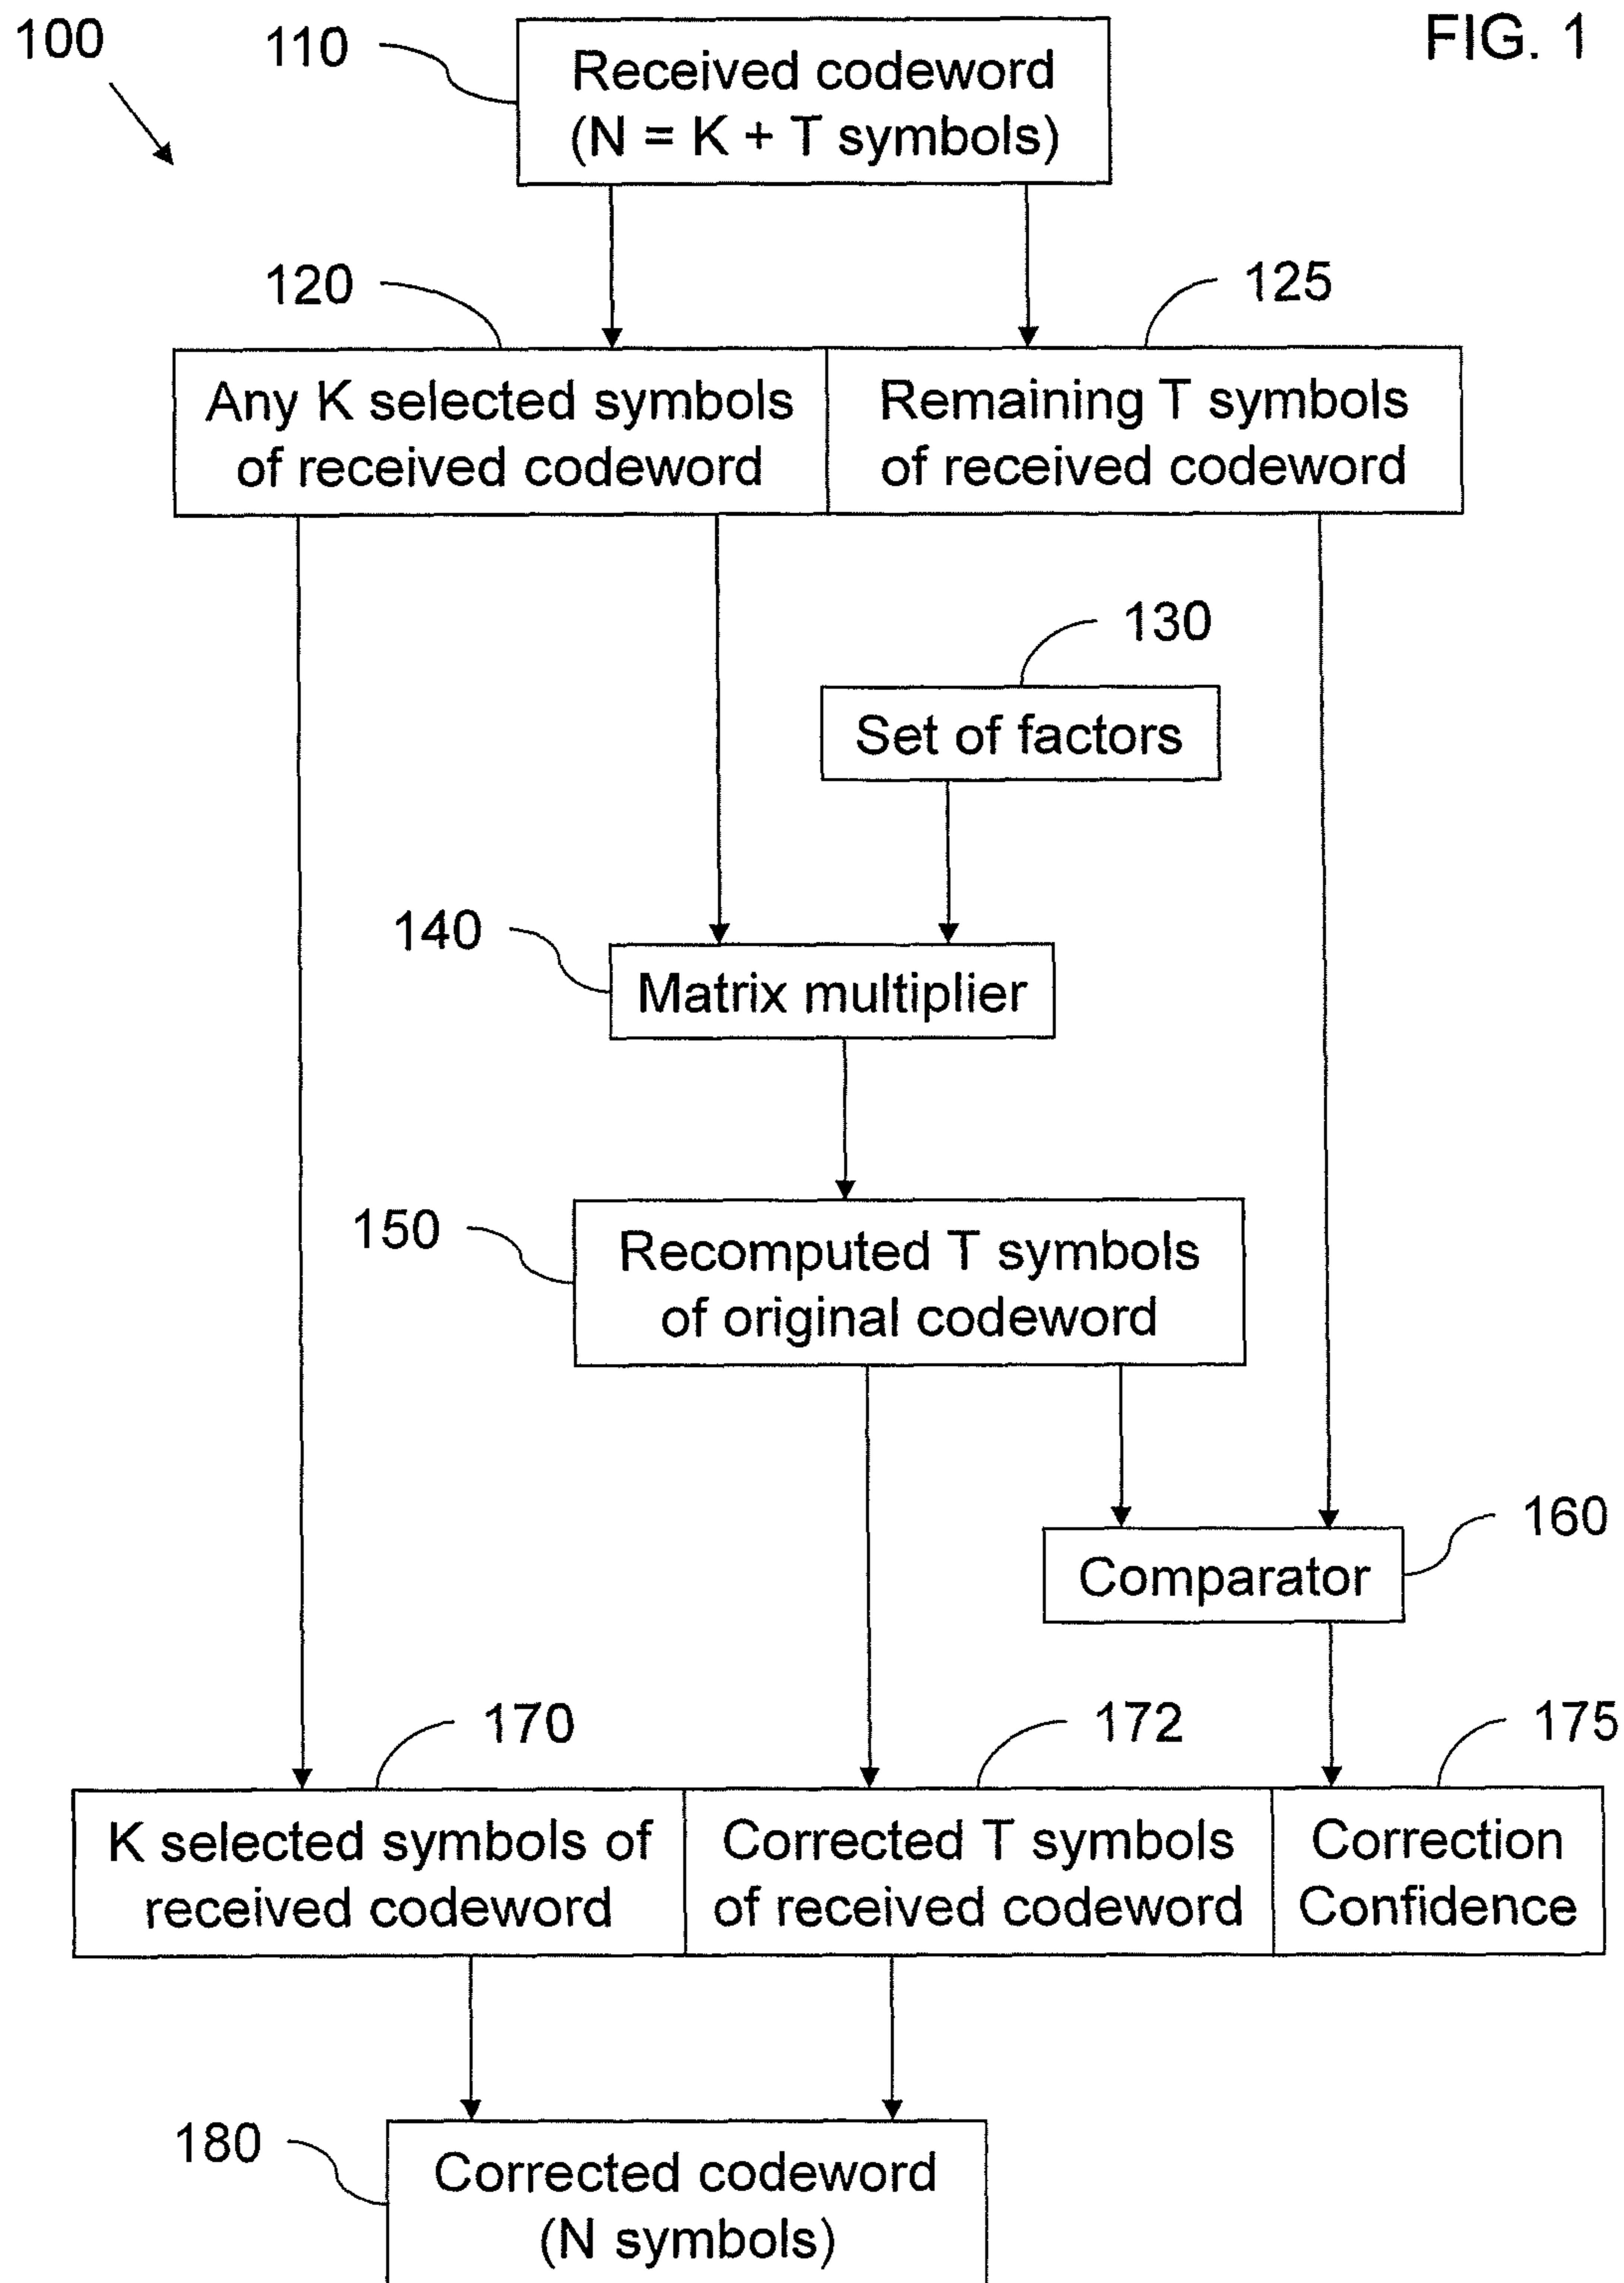 100
110
FIG. 1
Received codeword
(N = K + T symbols)
120
125
Any K selected symbols
of received codeword
Remaining T symbols
of received codeword
130
Set of factors
140
Matrix multiplier
150
Recomputed T symbols
of original codeword
160
Comparator
170
172
175
K selected symbols of
received codeword
Corrected T symbols
of received codeword
Correction
Confidence
180
Corrected codeword
(N symbols)